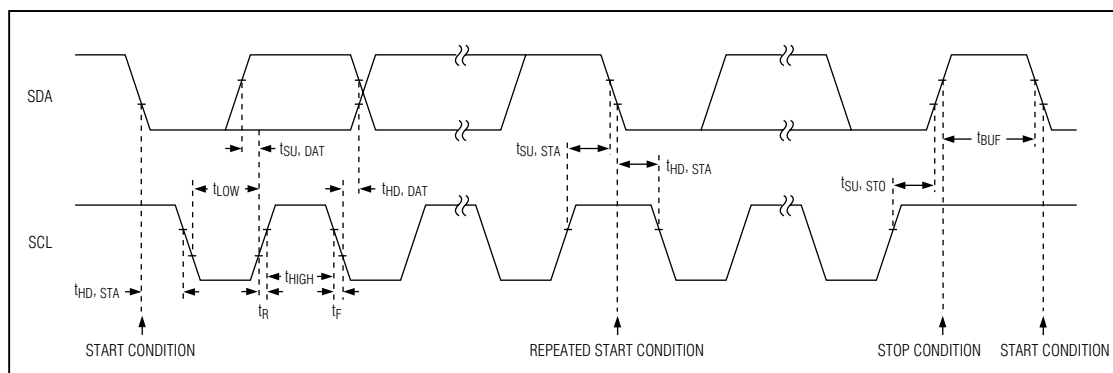 SDA
tSU, DAT
tSU, STA
tBUF
tHD, STA
tLOW
tHD, DAT
tSU, STO
SCL
tHIGH
tHD, STA
tR
tF
START CONDITION
REPEATED START CONDITION
STOP CONDITION
START CONDITION